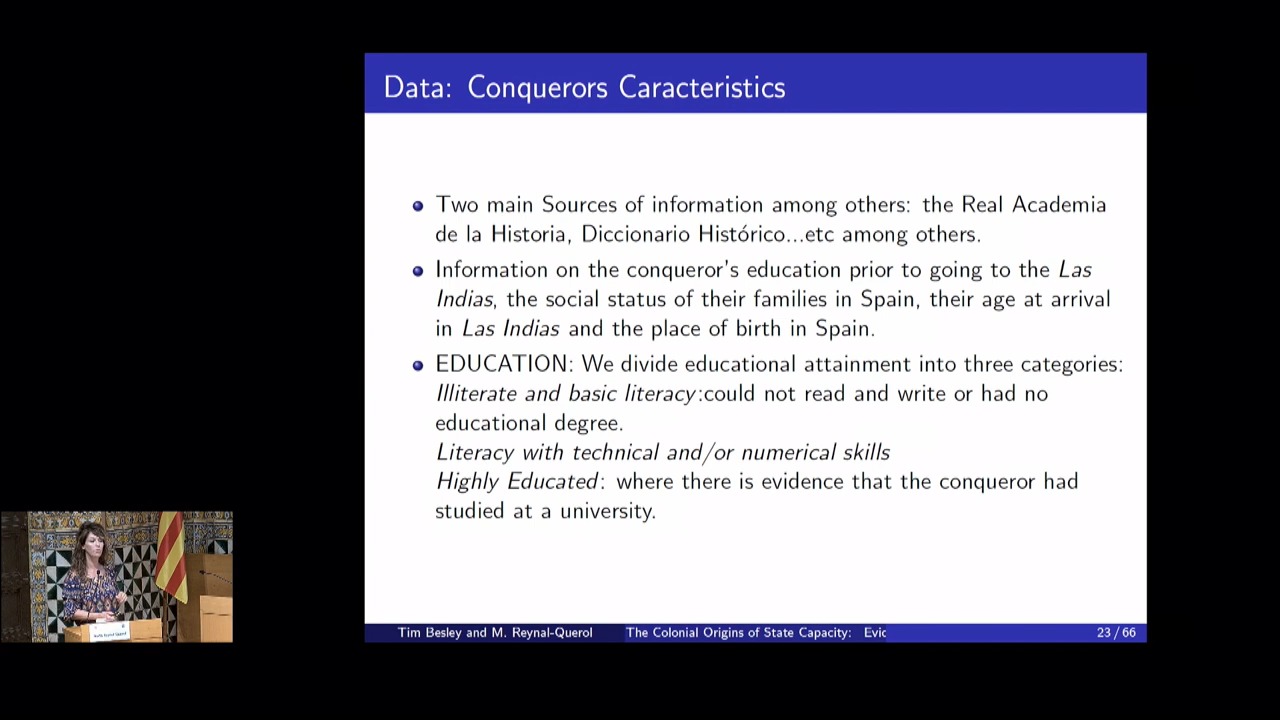 Data: Conquerors Caracteristics
Two main Sources of information among others: the Real Academia
de la Historia, Diccionario Histórico...etc among others.
Information on the conqueror's education prior to going to the Las
Indias, the social status of their families in Spain, their age at arrival
in Las Indias and the place of birth in Spain.
EDUCATION: We divide educational attainment into three categories:
Illiterate and basic literacy:could not read and write or had no
educational degree.
Literacy with technical and/or numerical skills
Highly Educated: where there is evidence that the conqueror had
studied at a university.
Tim Besley and M. Reynal-Querol
The Colonial Origins of State Capacity: Evic
23/66